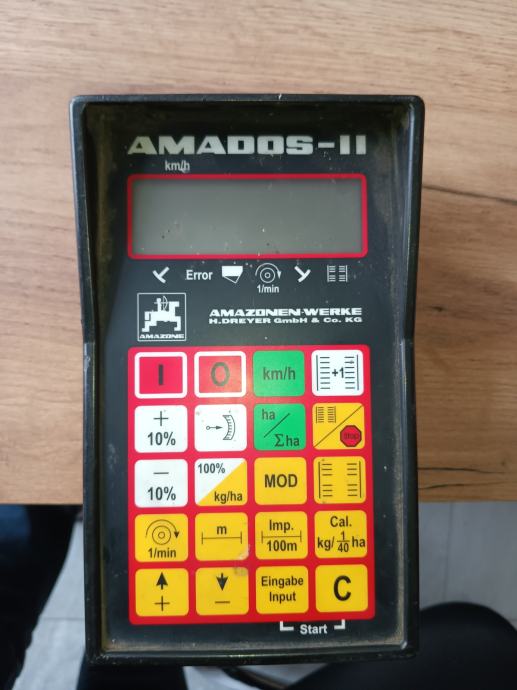 AMADOS-II
km/h
Error
1/min
AMAZONE
AMAZONEN-WERKE
H.DREYER GmbH & Co. KG
I O km/h +1
+ 10% ha/Σha Stop
− 10% 100% kg/ha MOD
1/min m Imp. 100m Cal. kg/ 1/40 ha
+ − Eingabe Input C
Start